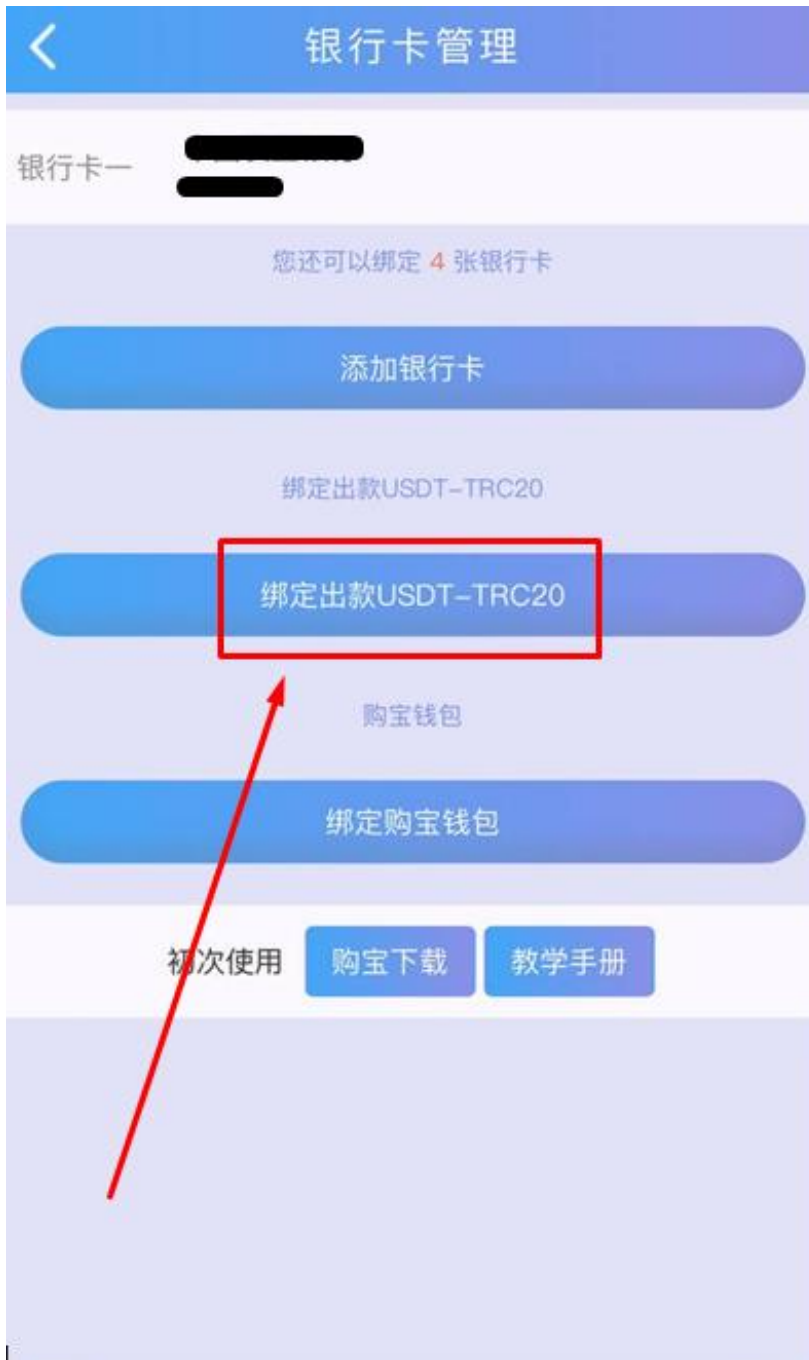 银行卡管理
银行卡一
您还可以绑定 4 张银行卡
添加银行卡
绑定出款USDT-TRC20
绑定出款USDT-TRC20
购宝钱包
绑定购宝钱包
初次使用 购宝下载 教学手册